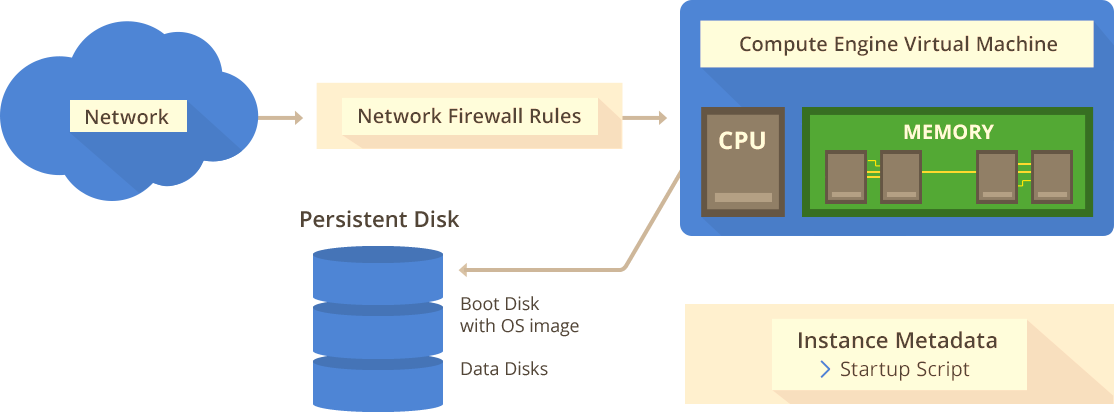 Network
Network Firewall Rules
Compute Engine Virtual Machine
CPU
MEMORY
Persistent Disk
Boot Disk
with OS image
Data Disks
Instance Metadata
Startup Script